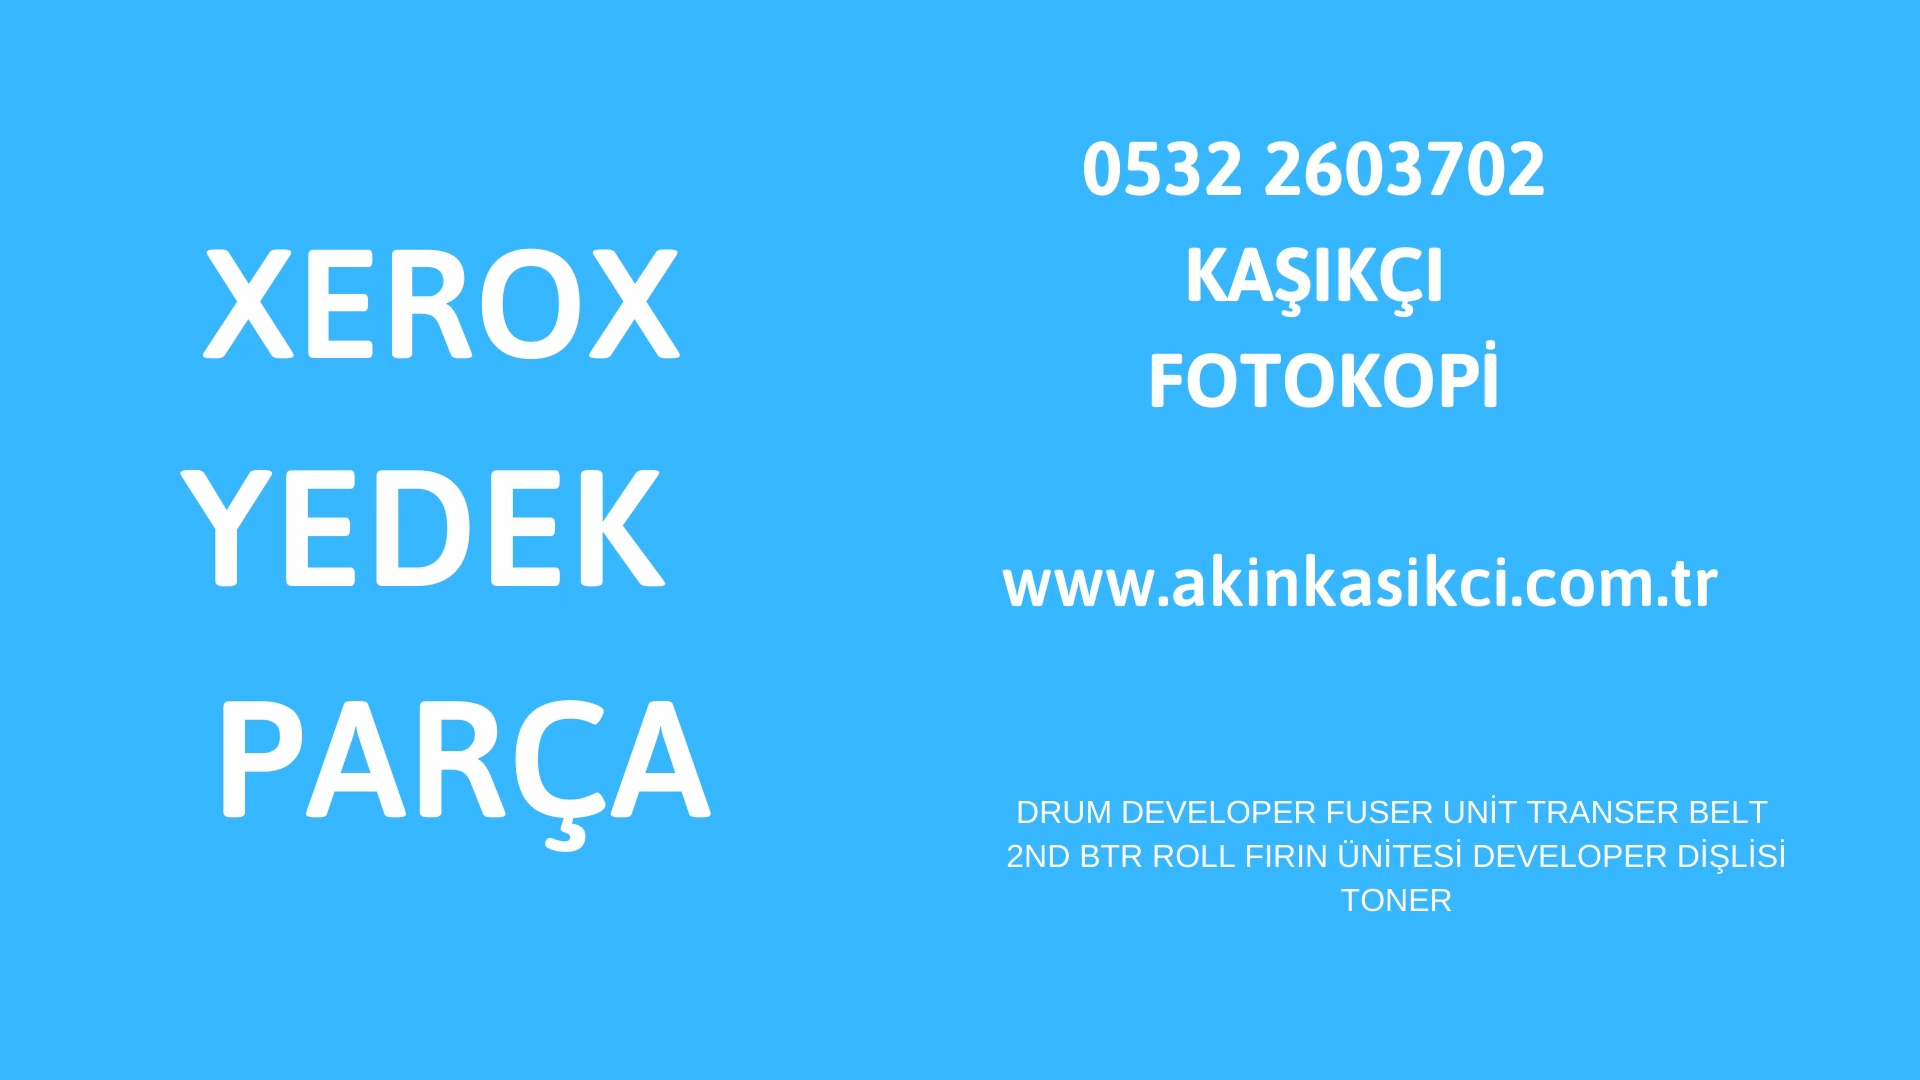 XEROX
YEDEK
PARÇA
0532 2603702
KAŞIKÇI
FOTOKOPİ
www.akinkasikci.com.tr
DRUM DEVELOPER FUSER UNİT TRANSER BELT
2ND BTR ROLL FIRIN ÜNİTESİ DEVELOPER DİŞLİSİ
TONER